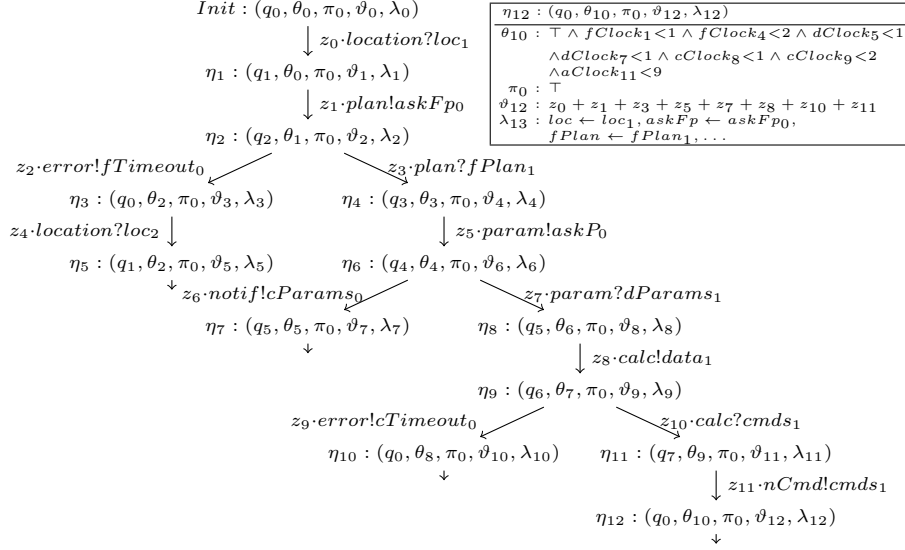 Init : (q₀, θ₀, π₀, ϑ₀, λ₀)
z₀·location?loc₁
η₁ : (q₁, θ₀, π₀, ϑ₁, λ₁)
z₁·plan!askFp₀
η₂ : (q₂, θ₁, π₀, ϑ₂, λ₂)
z₂·error!fTimeout₀ z₃·plan?fPlan₁
η₃ : (q₀, θ₂, π₀, ϑ₃, λ₃) η₄ : (q₃, θ₃, π₀, ϑ₄, λ₄)
z₄·location?loc₂ z₅·param!askP₀
η₅ : (q₁, θ₂, π₀, ϑ₅, λ₅) η₆ : (q₄, θ₄, π₀, ϑ₆, λ₆)
z₆·notif!cParams₀ z₇·param?dParams₁
η₇ : (q₅, θ₅, π₀, ϑ₇, λ₇) η₈ : (q₅, θ₆, π₀, ϑ₈, λ₈)
z₈·calc!data₁
η₉ : (q₆, θ₇, π₀, ϑ₉, λ₉)
z₉·error!cTimeout₀ z₁₀·calc?cmds₁
η₁₀ : (q₀, θ₈, π₀, ϑ₁₀, λ₁₀) η₁₁ : (q₇, θ₉, π₀, ϑ₁₁, λ₁₁)
z₁₁·nCmd!cmds₁
η₁₂ : (q₀, θ₁₀, π₀, ϑ₁₂, λ₁₂)
η₁₂ : (q₀, θ₁₀, π₀, ϑ₁₂, λ₁₂)
θ₁₀ : ⊤ ∧ fClock₁<1 ∧ fClock₄<2 ∧ dClock₅<1
∧dClock₇<1 ∧ cClock₈<1 ∧ cClock₉<2
∧aClock₁₁<9
π₀ : ⊤
ϑ₁₂ : z₀ + z₁ + z₃ + z₅ + z₇ + z₈ + z₁₀ + z₁₁
λ₁₃ : loc ← loc₁, askFp ← askFp₀,
fPlan ← fPlan₁, . . .